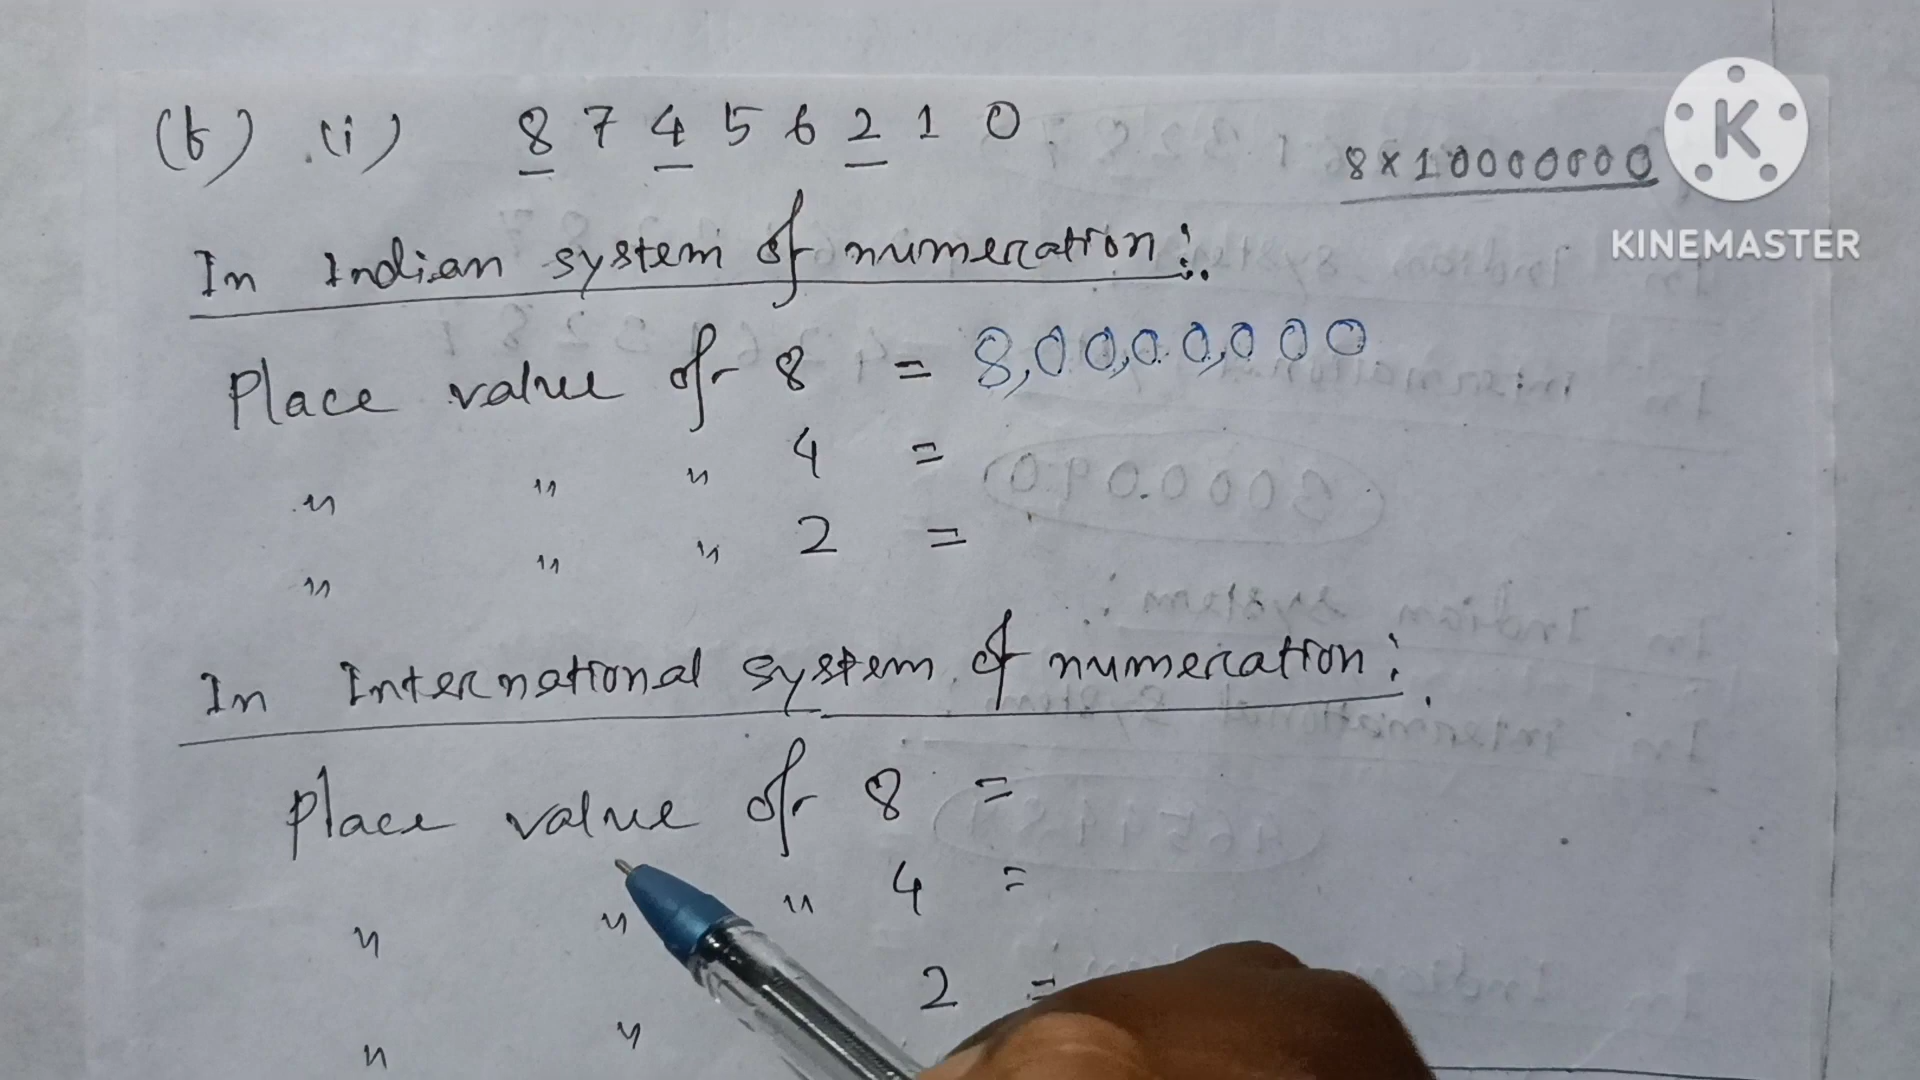 (b) (i) 8 7 4 5 6 2 1 0
8 × 10000000
K
KINEMASTER
In Indian system of numeration:
Place value of 8 = 8,00,00,000
" " " 4 =
" " " 2 =
In International system of numeration:
Place value of 8 =
" " " 4 =
" " 2 =